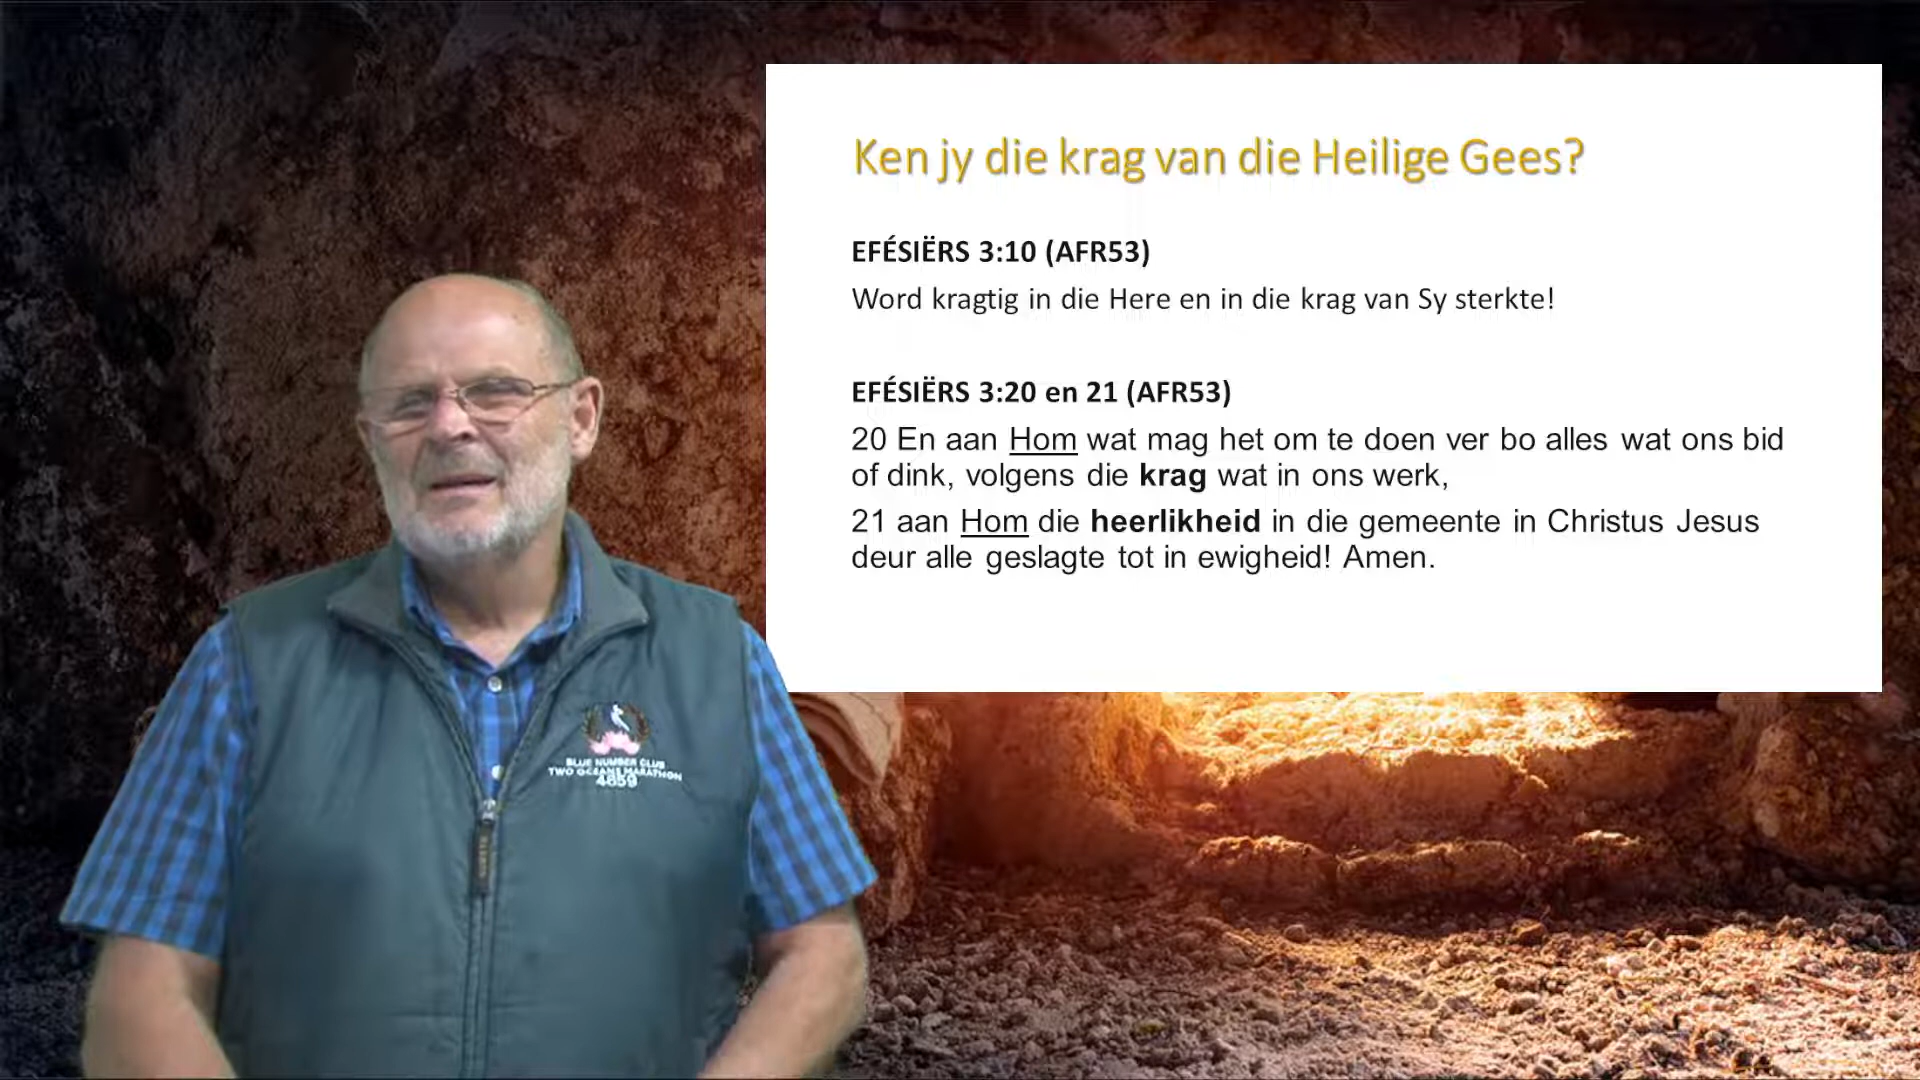 Ken jy die krag van die Heilige Gees?
EFÉSIËRS 3:10 (AFR53)
Word kragtig in die Here en in die krag van Sy sterkte!
EFÉSIËRS 3:20 en 21 (AFR53)
20 En aan Hom wat mag het om te doen ver bo alles wat ons bid
of dink, volgens die krag wat in ons werk,
21 aan Hom die heerlikheid in die gemeente in Christus Jesus
deur alle geslagte tot in ewigheid! Amen.
BLUE NUMBER CLUB
TWO OCEANS MARATHON
4659